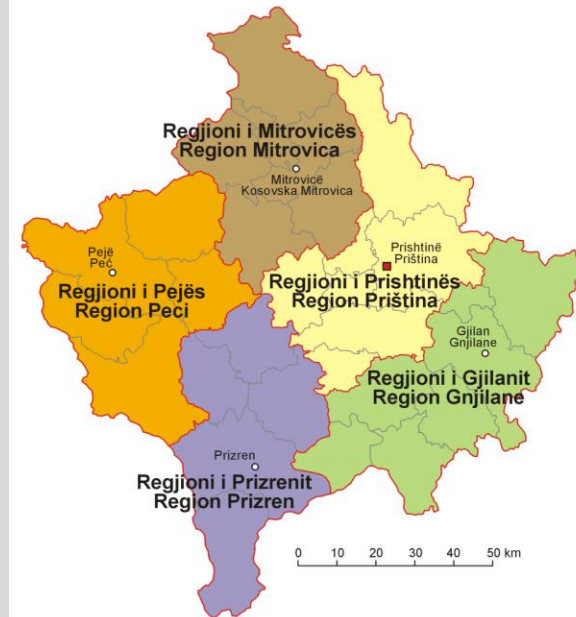 Regjioni i Mitrovicës
Region Mitrovica
Mitrovicë
Kosovska Mitrovica
Pejë
Peć
Regjioni i Pejës
Region Peci
Prishtinë
Priština
Regjioni i Prishtinës
Region Priština
Gjilan
Gnjilane
Regjioni i Gjilanit
Region Gnjilane
Prizren
Regjioni i Prizrenit
Region Prizren
0 10 20 30 40 50 km